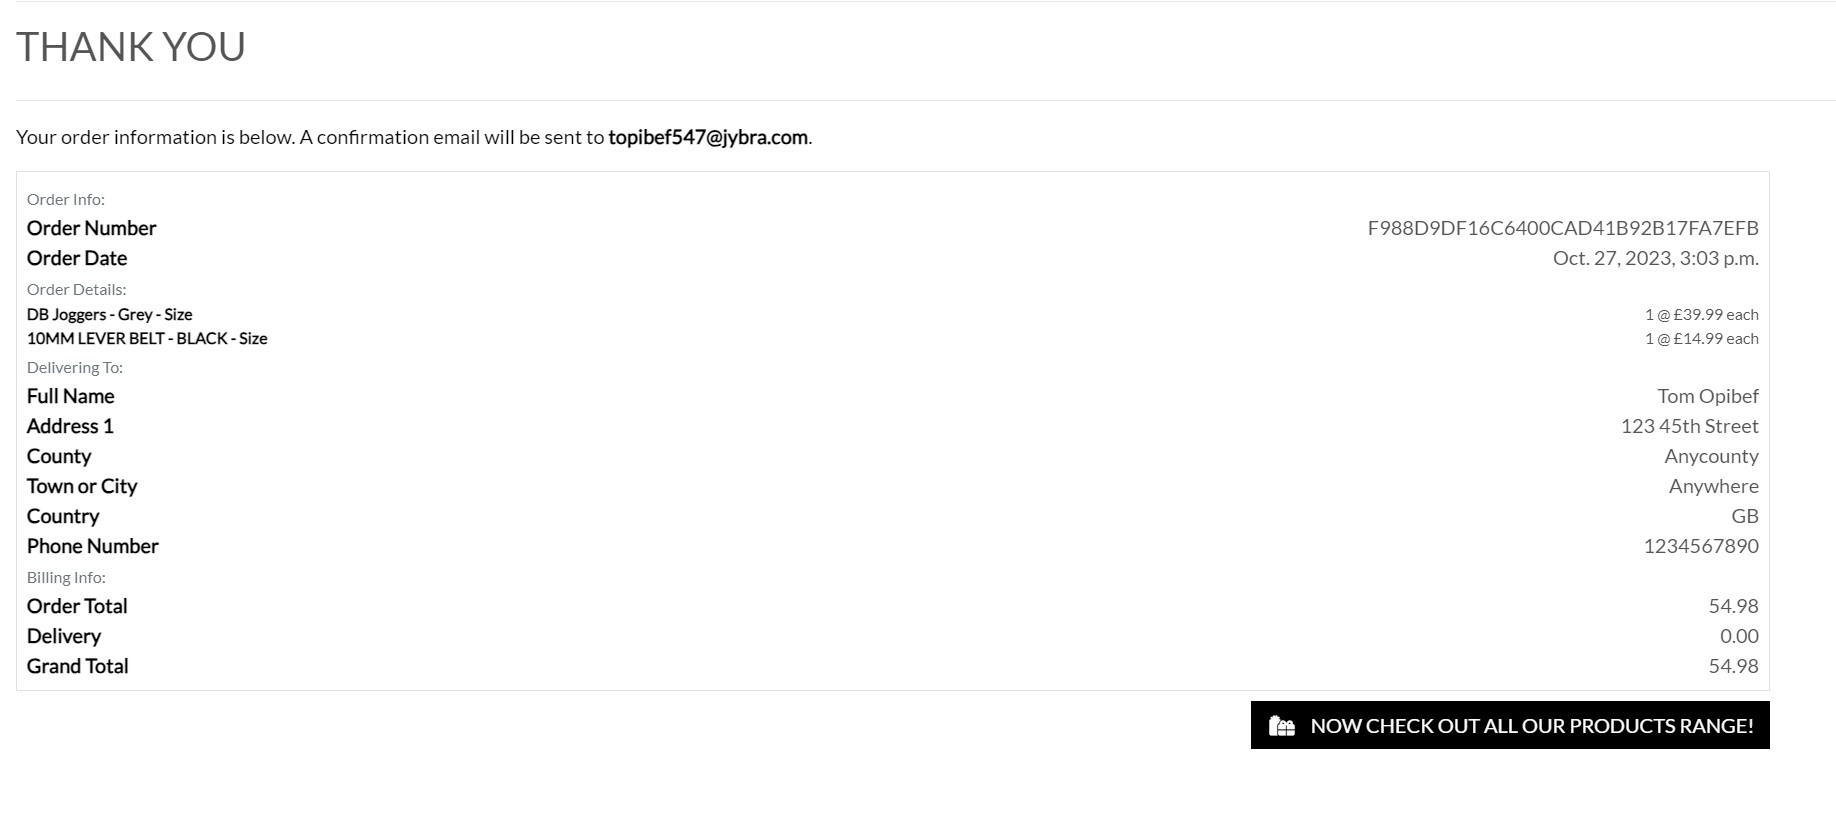 THANK YOU
Your order information is below. A confirmation email will be sent to topibef547@jybra.com.
Order Info:
Order Number F988D9DF16C6400CAD41B92B17FA7EFB
Order Date Oct. 27, 2023, 3:03 p.m.
Order Details:
DB Joggers - Grey - Size 1 @ £39.99 each
10MM LEVER BELT - BLACK - Size 1 @ £14.99 each
Delivering To:
Full Name Tom Opibef
Address 1 123 45th Street
County Anycounty
Town or City Anywhere
Country GB
Phone Number 1234567890
Billing Info:
Order Total 54.98
Delivery 0.00
Grand Total 54.98
NOW CHECK OUT ALL OUR PRODUCTS RANGE!